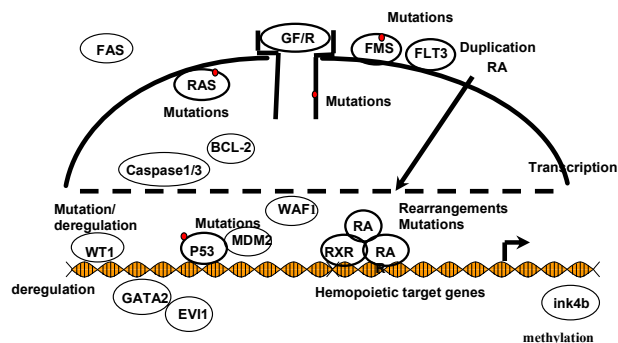 Mutations
FAS
GF/R
FMS
FLT3
Duplication
RA
RAS
Mutations
Mutations
BCL-2
Caspase1/3
Transcription
Mutation/
deregulation
WAF1
Rearrangements
Mutations
Mutations
RA
WT1
P53
MDM2
RXR
RA
R
deregulation
GATA2
EVI1
Hemopoietic target genes
ink4b
methylation